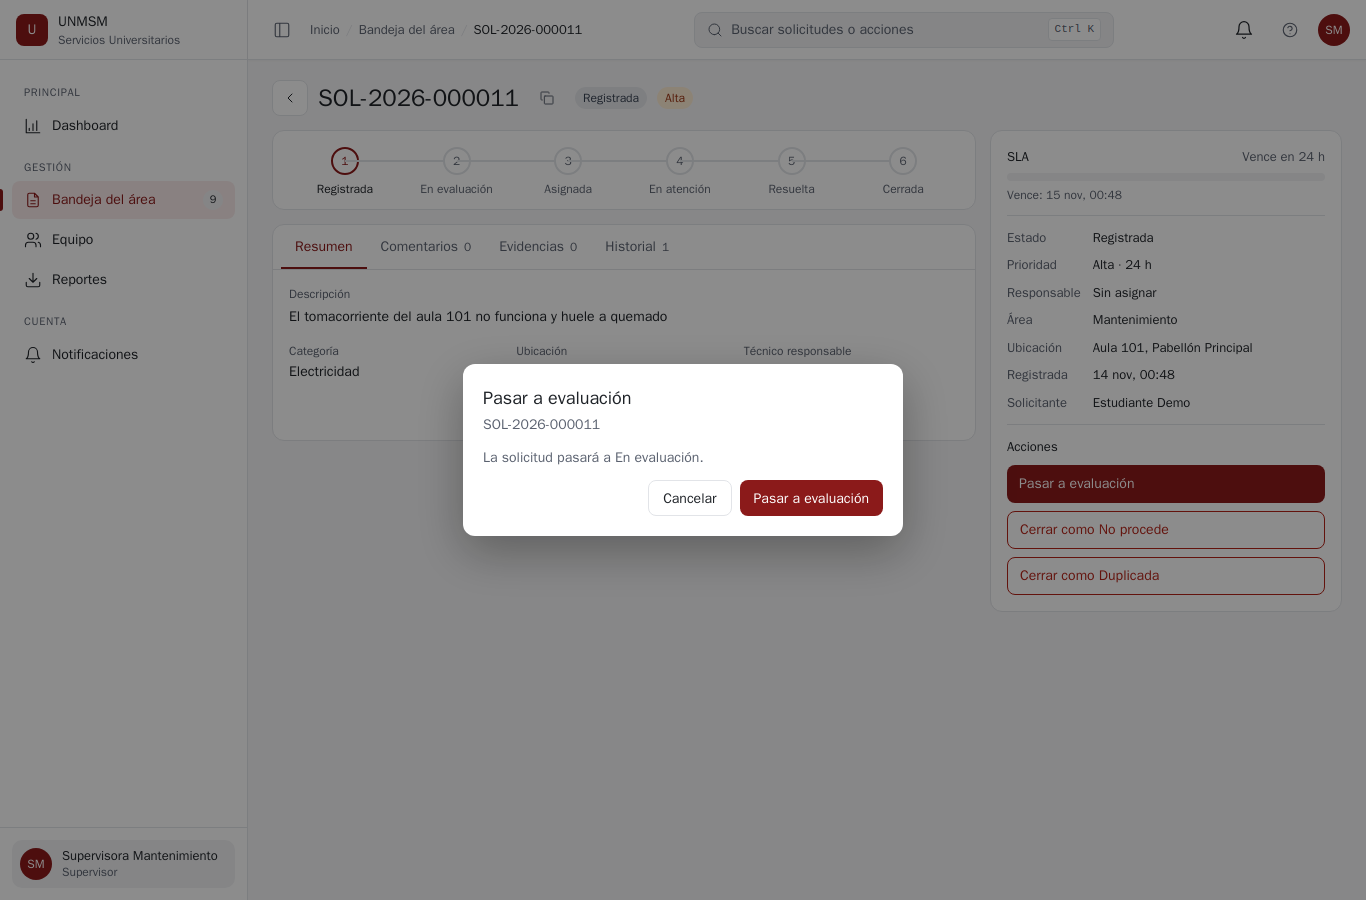 U
UNMSM
Servicios Universitarios
Inicio / Bandeja del área / SOL-2026-000011
Buscar solicitudes o acciones
Ctrl K
SM
PRINCIPAL
Dashboard
GESTIÓN
Bandeja del área 9
Equipo
Reportes
CUENTA
Notificaciones
SM
Supervisora Mantenimiento
Supervisor
SOL-2026-000011
Registrada
Alta
1 2 3 4 5 6
Registrada En evaluación Asignada En atención Resuelta Cerrada
Resumen Comentarios 0 Evidencias 0 Historial 1
Descripción
El tomacorriente del aula 101 no funciona y huele a quemado
Categoría Ubicación Técnico responsable
Electricidad
Pasar a evaluación
SOL-2026-000011
La solicitud pasará a En evaluación.
Cancelar
Pasar a evaluación
SLA Vence en 24 h
Vence: 15 nov, 00:48
Estado Registrada
Prioridad Alta · 24 h
Responsable Sin asignar
Área Mantenimiento
Ubicación Aula 101, Pabellón Principal
Registrada 14 nov, 00:48
Solicitante Estudiante Demo
Acciones
Pasar a evaluación
Cerrar como No procede
Cerrar como Duplicada